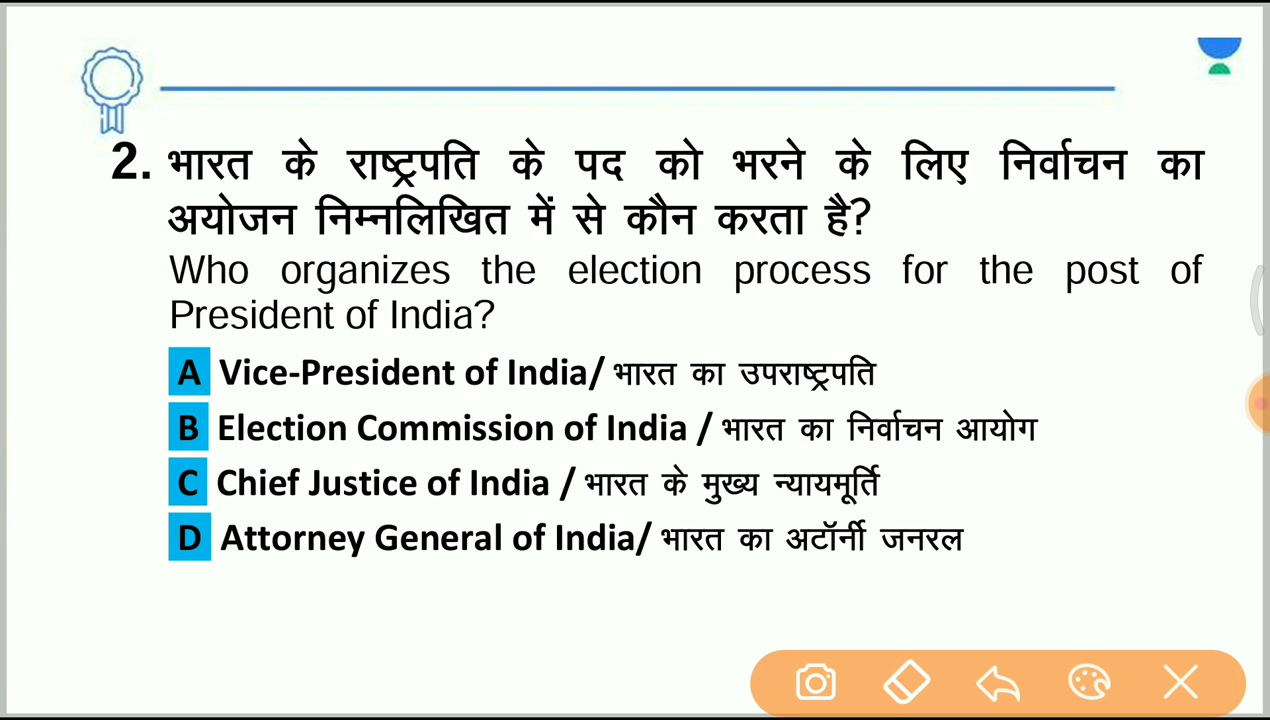 2. भारत के राष्ट्रपति के पद को भरने के लिए निर्वाचन का
अयोजन निम्नलिखित में से कौन करता है?
Who organizes the election process for the post of
President of India?
A Vice-President of India/ भारत का उपराष्ट्रपति
B Election Commission of India / भारत का निर्वाचन आयोग
C Chief Justice of India / भारत के मुख्य न्यायमूर्ति
D Attorney General of India/ भारत का अटॉर्नी जनरल